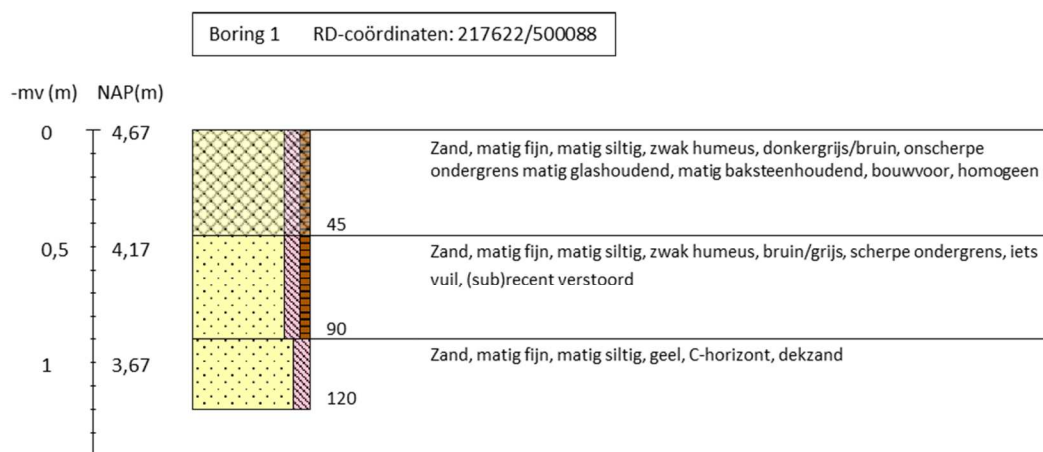 Boring 1 RD-coördinaten: 217622/500088
-mv (m) NAP(m)
0 4,67
Zand, matig fijn, matig siltig, zwak humeus, donkergrijs/bruin, onscherpe
ondergrens matig glashoudend, matig baksteenhoudend, bouwvoor, homogeen
45
0,5 4,17
Zand, matig fijn, matig siltig, zwak humeus, bruin/grijs, scherpe ondergrens, iets
vuil, (sub)recent verstoord
90
1 3,67
Zand, matig fijn, matig siltig, geel, C-horizont, dekzand
120